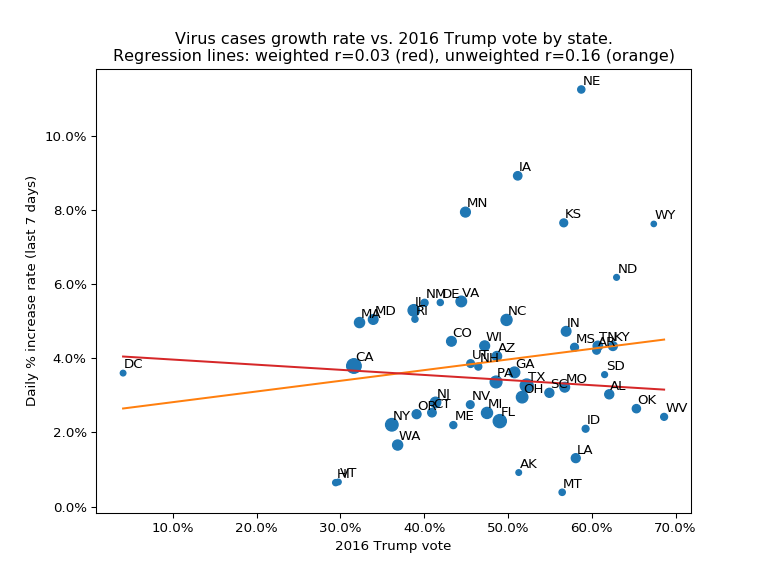 Virus cases growth rate vs. 2016 Trump vote by state.
Regression lines: weighted r=0.03 (red), unweighted r=0.16 (orange)
Daily % increase rate (last 7 days)
10.0%
8.0%
6.0%
4.0%
2.0%
0.0%
NE
IA
MN
KS
WY
ND
IL
NM
DE
VA
MA
MD
RI
NC
IN
CO
WI
MS
TN
KY
AR
AZ
UT
NH
CA
DC
GA
PA
TX
MO
SD
OH
SC
AL
NJ
NV
OK
OR
CT
MI
FL
WV
NY
ME
ID
WA
LA
AK
HI
VT
MT
10.0%
20.0%
30.0%
40.0%
50.0%
60.0%
70.0%
2016 Trump vote